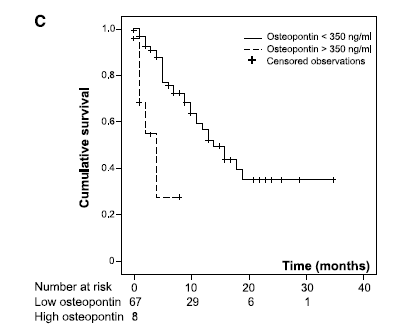 C
Osteopontin < 350 ng/ml
Osteopontin > 350 ng/ml
Censored observations
Cumulative survival
1.0
0.8
0.6
0.4
0.2
0
Time (months)
0 10 20 30 40
Number at risk
Low osteopontin 67 29 6 1
High osteopontin 8